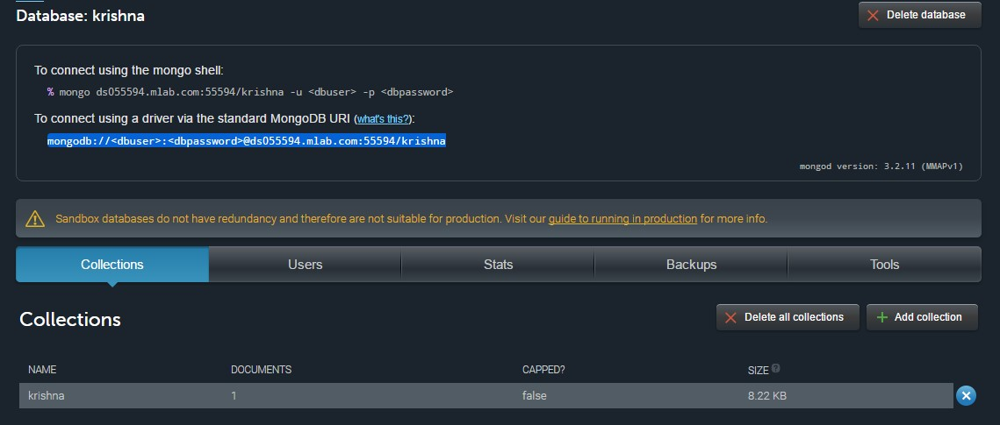 Database: krishna
Delete database
To connect using the mongo shell:
% mongo ds055594.mlab.com:55594/krishna -u <dbuser> -p <dbpassword>
To connect using a driver via the standard MongoDB URI (what's this?):
mongodb://<dbuser>:<dbpassword>@ds055594.mlab.com:55594/krishna
mongod version: 3.2.11 (MMAPv1)
Sandbox databases do not have redundancy and therefore are not suitable for production. Visit our guide to running in production for more info.
Collections Users Stats Backups Tools
Collections
Delete all collections
Add collection
NAME DOCUMENTS CAPPED? SIZE ?
krishna 1 false 8.22 KB